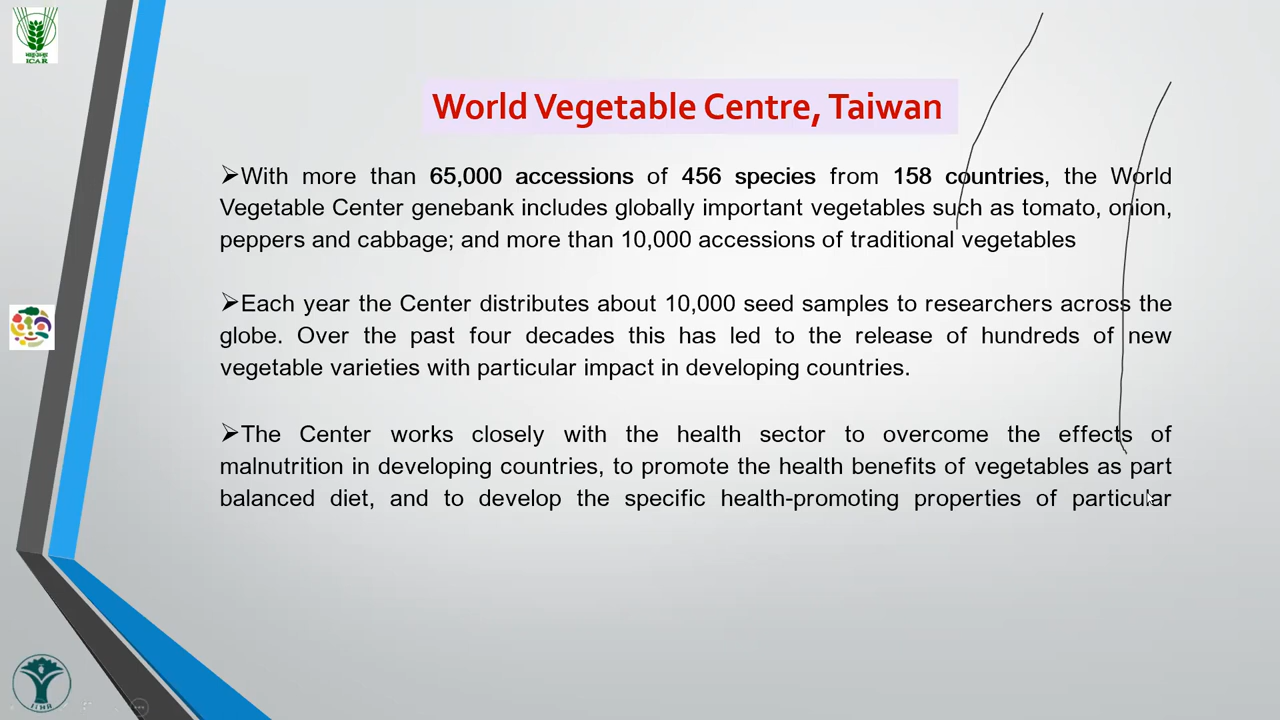 ICAR
World Vegetable Centre, Taiwan
➢With more than 65,000 accessions of 456 species from 158 countries, the World
Vegetable Center genebank includes globally important vegetables such as tomato, onion,
peppers and cabbage; and more than 10,000 accessions of traditional vegetables
➢Each year the Center distributes about 10,000 seed samples to researchers across the
globe. Over the past four decades this has led to the release of hundreds of new
vegetable varieties with particular impact in developing countries.
➢The Center works closely with the health sector to overcome the effects of
malnutrition in developing countries, to promote the health benefits of vegetables as part
balanced diet, and to develop the specific health-promoting properties of particular